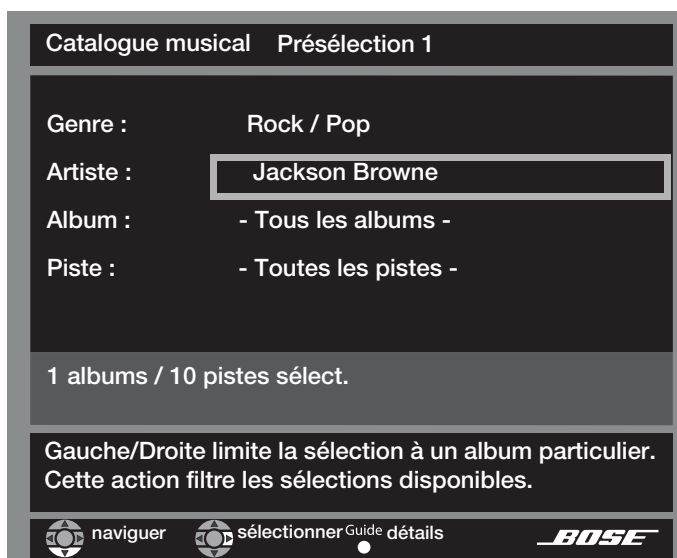 Catalogue musical Présélection 1
Genre : Rock / Pop
Artiste : Jackson Browne
Album : - Tous les albums -
Piste : - Toutes les pistes -
1 albums / 10 pistes sélect.
Gauche/Droite limite la sélection à un album particulier.
Cette action filtre les sélections disponibles.
naviguer sélectionner Guide détails BOSE